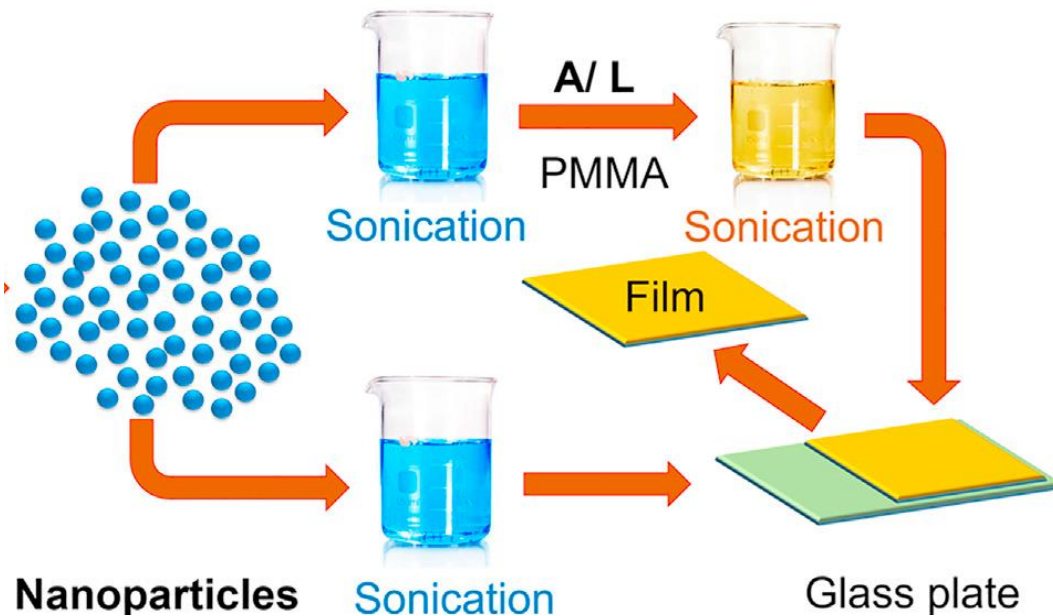 A/ L
PMMA
Sonication
Sonication
Film
Nanoparticles
Sonication
Glass plate